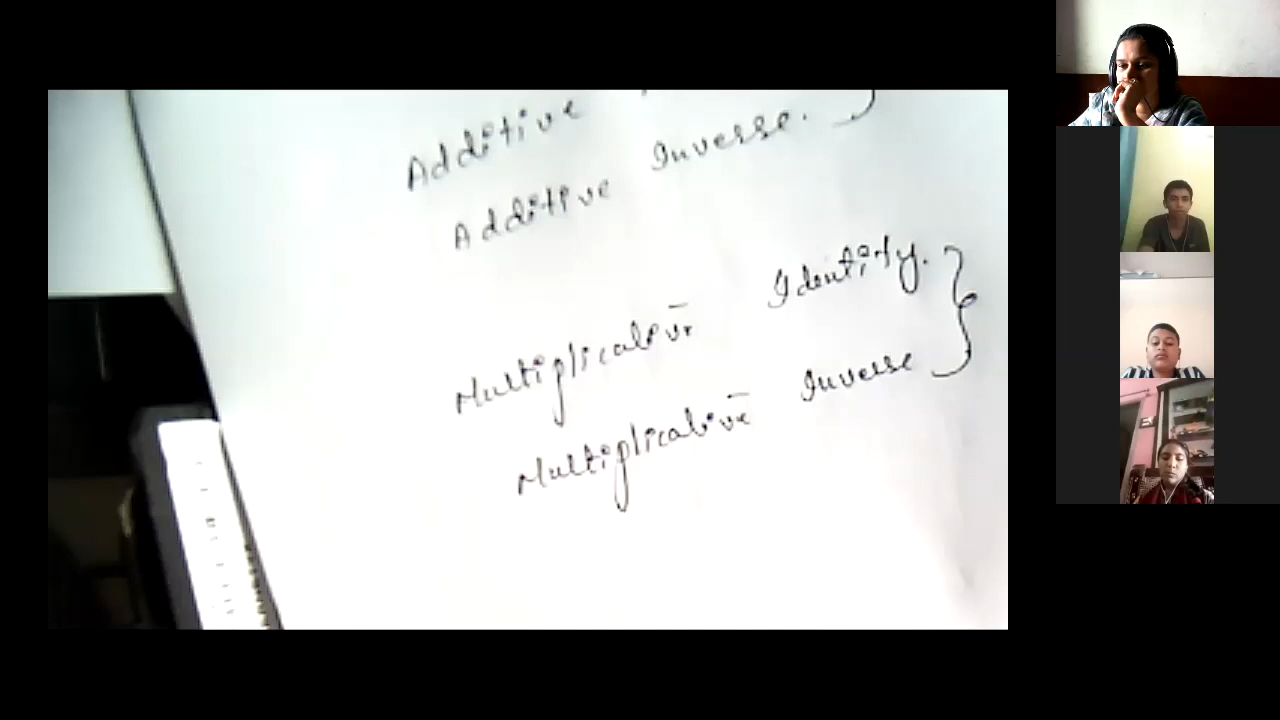 Additive
Additive Inverse.
Multiplicative Identity.
Multiplicative Inverse